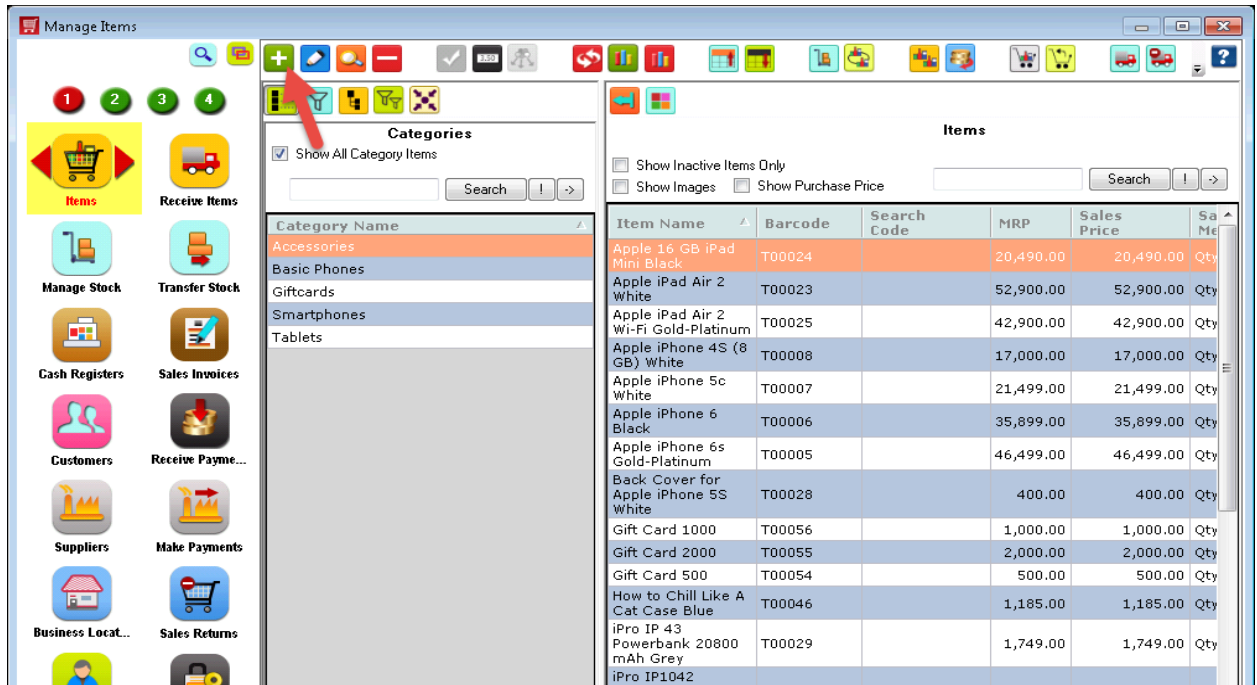 Manage Items
3.50
?
1
2
3
4
Items
Receive Items
Manage Stock
Transfer Stock
Cash Registers
Sales Invoices
Customers
Receive Payme...
Suppliers
Make Payments
Business Locat...
Sales Returns
Categories
Show All Category Items
Search
!
->
Category Name
Accessories
Basic Phones
Giftcards
Smartphones
Tablets
Items
Show Inactive Items Only
Show Images
Show Purchase Price
Search
!
->
Item Name Barcode Search Code MRP Sales Price Sa Me
Apple 16 GB iPad Mini Black T00024 20,490.00 20,490.00 Qty
Apple iPad Air 2 White T00023 52,900.00 52,900.00 Qty
Apple iPad Air 2 Wi-Fi Gold-Platinum T00025 42,900.00 42,900.00 Qty
Apple iPhone 4S (8 GB) White T00008 17,000.00 17,000.00 Qty
Apple iPhone 5c White T00007 21,499.00 21,499.00 Qty
Apple iPhone 6 Black T00006 35,899.00 35,899.00 Qty
Apple iPhone 6s Gold-Platinum T00005 46,499.00 46,499.00 Qty
Back Cover for Apple iPhone 5S White T00028 400.00 400.00 Qty
Gift Card 1000 T00056 1,000.00 1,000.00 Qty
Gift Card 2000 T00055 2,000.00 2,000.00 Qty
Gift Card 500 T00054 500.00 500.00 Qty
How to Chill Like A Cat Case Blue T00046 1,185.00 1,185.00 Qty
iPro IP 43 Powerbank 20800 mAh Grey T00029 1,749.00 1,749.00 Qty
iPro IP1042